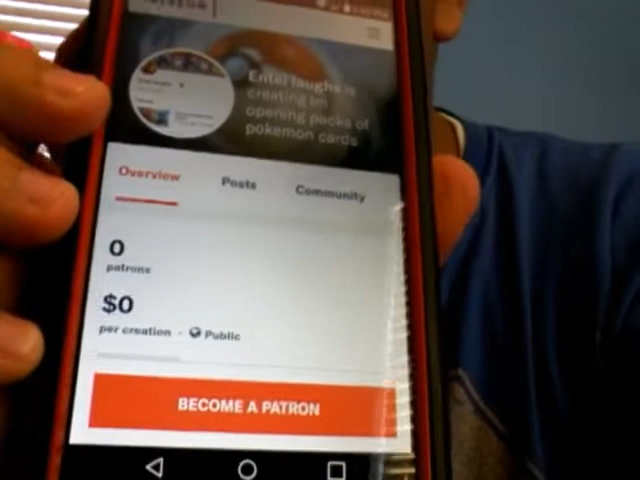 Entei laughs is
creating Im
opening packs of
pokemon cards
Overview
Posts
Community
0
patrons
$0
per creation · Public
BECOME A PATRON